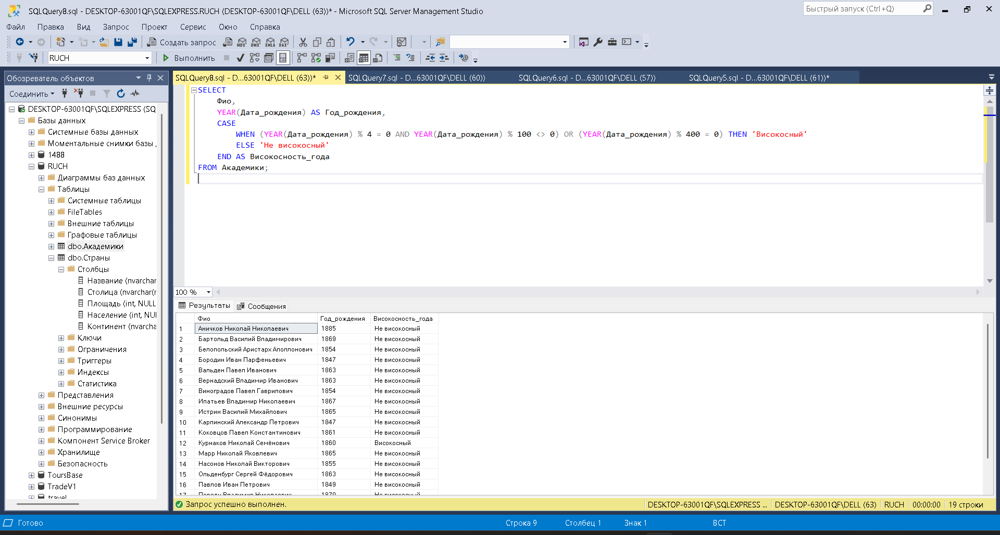 SQLQuery8.sql - DESKTOP-63001QF\SQLEXPRESS.RUCH (DESKTOP-63001QF\DELL (63))* - Microsoft SQL Server Management Studio
Быстрый запуск (Ctrl+Q)
Файл Правка Вид Запрос Проект Сервис Окно Справка
Создать запрос MDX DMX XMLA DAX
RUCH Выполнить
Обозреватель объектов
Соединить
DESKTOP-63001QF\SQLEXPRESS (SQ
Базы данных
Системные базы данных
Моментальные снимки базы
1488
RUCH
Диаграммы баз данных
Таблицы
Системные таблицы
FileTables
Внешние таблицы
Графовые таблицы
dbo.Академики
dbo.Страны
Столбцы
Название (nvarchar
Столица (nvarchar(
Площадь (int, NULL
Население (int, NU
Континент (nvarcha
Ключи
Ограничения
Триггеры
Индексы
Статистика
Представления
Внешние ресурсы
Синонимы
Программирование
Компонент Service Broker
Хранилище
Безопасность
ToursBase
TradeV1
travel
SQLQuery8.sql - D...63001QF\DELL (63))* SQLQuery7.sql - D...63001QF\DELL (60)) SQLQuery6.sql - D...63001QF\DELL (57)) SQLQuery5.sql - D...63001QF\DELL (61))*
SELECT
Фио,
YEAR(Дата_рождения) AS Год_рождения,
CASE
WHEN (YEAR(Дата_рождения) % 4 = 0 AND YEAR(Дата_рождения) % 100 <> 0) OR (YEAR(Дата_рождения) % 400 = 0) THEN 'Високосный'
ELSE 'Не високосный'
END AS Високосность_года
FROM Академики;
100 %
Результаты Сообщения
Фио Год_рождения Високосность_года
1 Аничков Николай Николаевич 1885 Не високосный
2 Бартольд Василий Владимирович 1869 Не високосный
3 Белопольский Аристарх Аполлонович 1854 Не високосный
4 Бородин Иван Парфеньевич 1847 Не високосный
5 Вальден Павел Иванович 1863 Не високосный
6 Вернадский Владимир Иванович 1863 Не високосный
7 Виноградов Павел Гаврилович 1854 Не високосный
8 Ипатьев Владимир Николаевич 1867 Не високосный
9 Истрин Василий Михайлович 1865 Не високосный
10 Карпинский Александр Петрович 1847 Не високосный
11 Коковцов Павел Константинович 1861 Не високосный
12 Курнаков Николай Семёнович 1860 Високосный
13 Марр Николай Яковлевич 1865 Не високосный
14 Насонов Николай Викторович 1855 Не високосный
15 Ольденбург Сергей Фёдорович 1863 Не високосный
16 Павлов Иван Петрович 1849 Не високосный
17 Владимир Николаевич 1870 Не високосный
Запрос успешно выполнен. DESKTOP-63001QF\SQLEXPRESS ... DESKTOP-63001QF\DELL (63) RUCH 00:00:00 19 строки
Готово Строка 9 Столбец 1 Знак 1 ВСТ